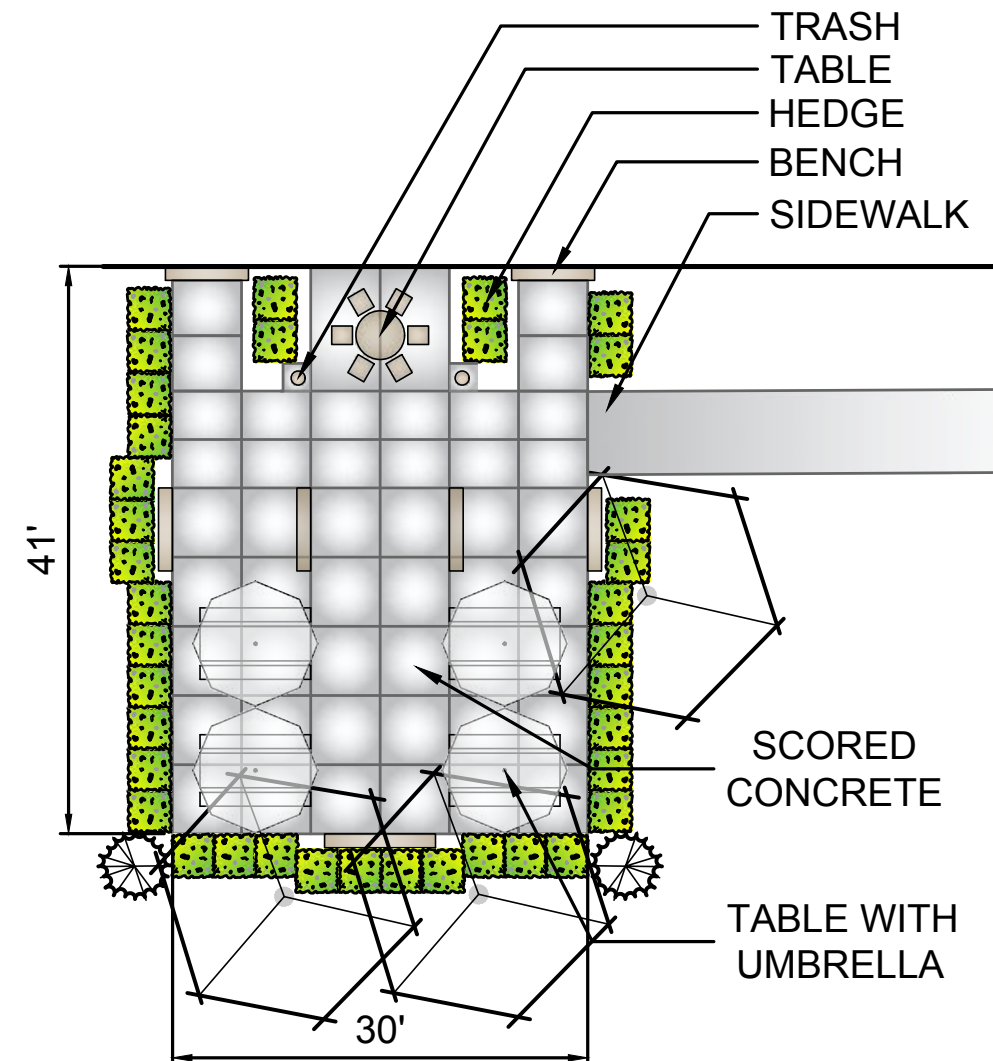 TRASH
TABLE
HEDGE
BENCH
SIDEWALK
41'
SCORED
CONCRETE
TABLE WITH
UMBRELLA
30'